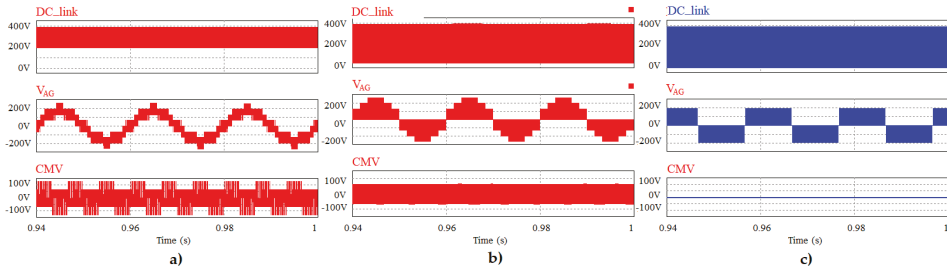 DC_link
400V
200V
0V
V_AG
200V
0V
-200V
CMV
100V
0V
-100V
0.94 0.96 0.98 1
Time (s)
a)
DC_link
400V
200V
0V
V_AG
200V
0V
-200V
CMV
100V
0V
-100V
0.94 0.96 0.98 1
Time (s)
b)
DC_link
400V
200V
0V
V_AG
200V
0V
-200V
CMV
100V
0V
-100V
0.94 0.96 0.98 1
Time (s)
c)